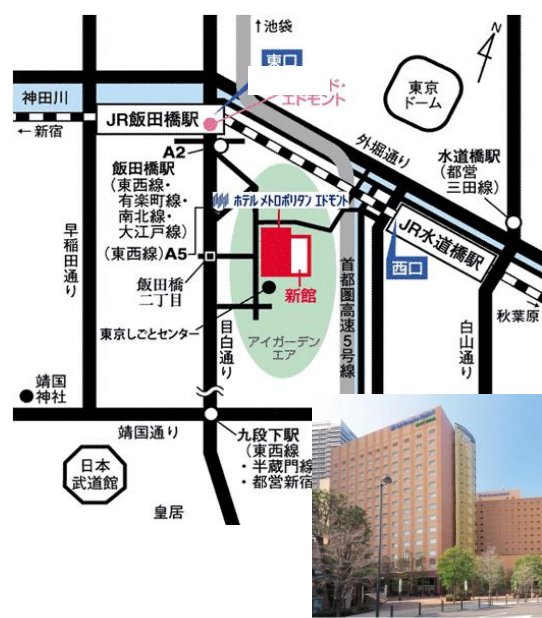 ↑池袋
N
東口
ド・
エドモント
神田川
JR飯田橋駅
←新宿
東京
ドーム
外堀通り
A2
水道橋駅
(都営
三田線)
飯田橋駅
(東西線・
有楽町線・
南北線・
大江戸線)
(東西線)A5
ホテル メトロポリタン エドモント
JR水道橋駅
西口
早稲田通り
飯田橋
二丁目
新館
秋葉原
東京しごとセンター
目白通り
アイガーデン
エア
首都圏高速5号線
白山通り
靖国
神社
靖国通り
九段下駅
(東西線
・半蔵門線
・都営新宿
日本
武道館
皇居